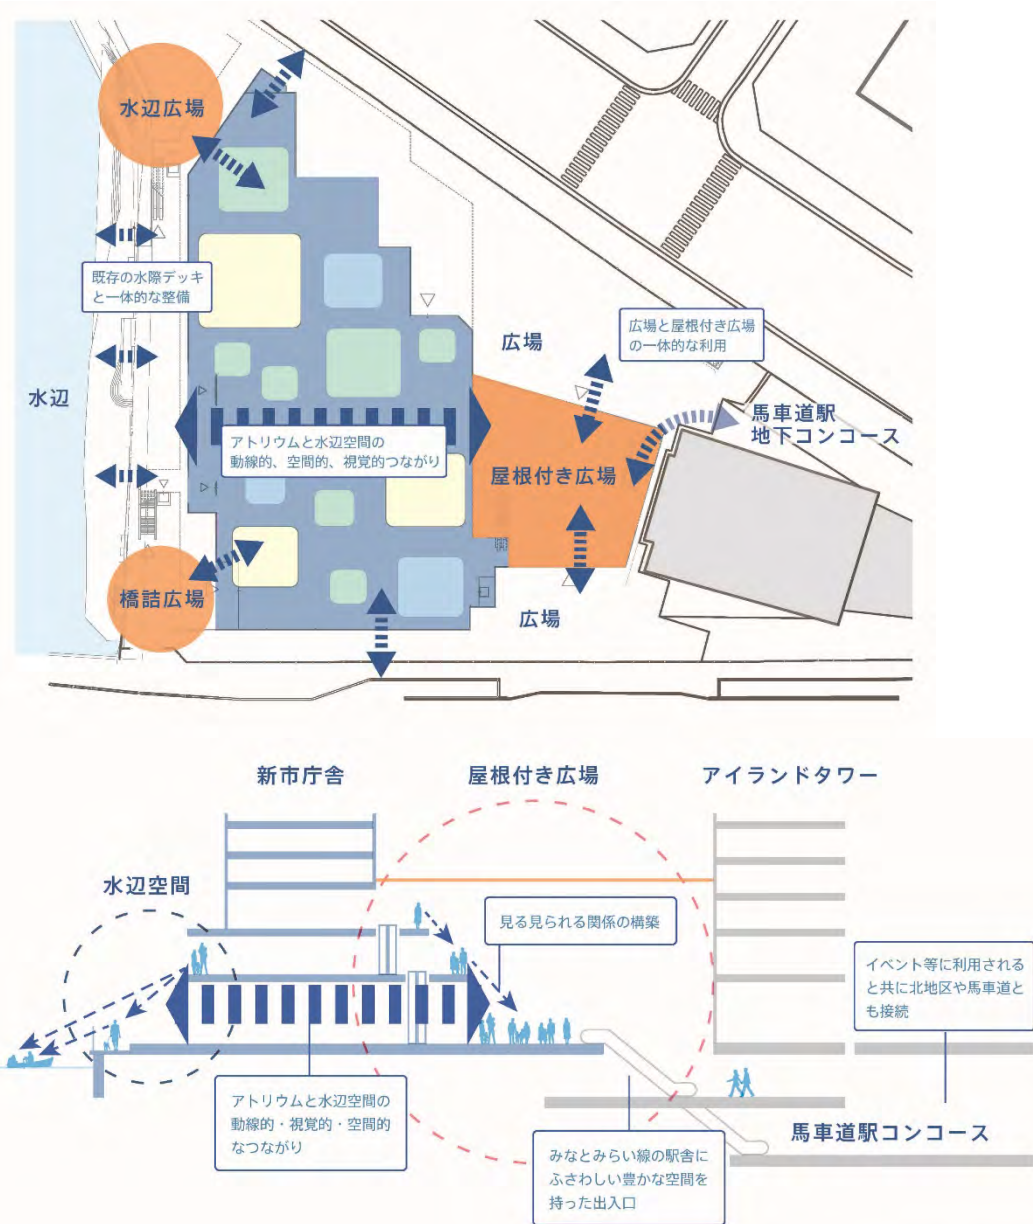 水辺広場
既存の水際デッキ
と一体的な整備
広場
広場と屋根付き広場
の一体的な利用
水辺
馬車道駅
地下コンコース
アトリウムと水辺空間の
動線的、空間的、視覚的つながり
屋根付き広場
橋詰広場
広場
新市庁舎
屋根付き広場
アイランドタワー
水辺空間
見る見られる関係の構築
イベント等に利用される
と共に北地区や馬車道と
も接続
アトリウムと水辺空間の
動線的・視覚的・空間的
なつながり
馬車道駅コンコース
みなとみらい線の駅舎に
ふさわしい豊かな空間を
持った出入口